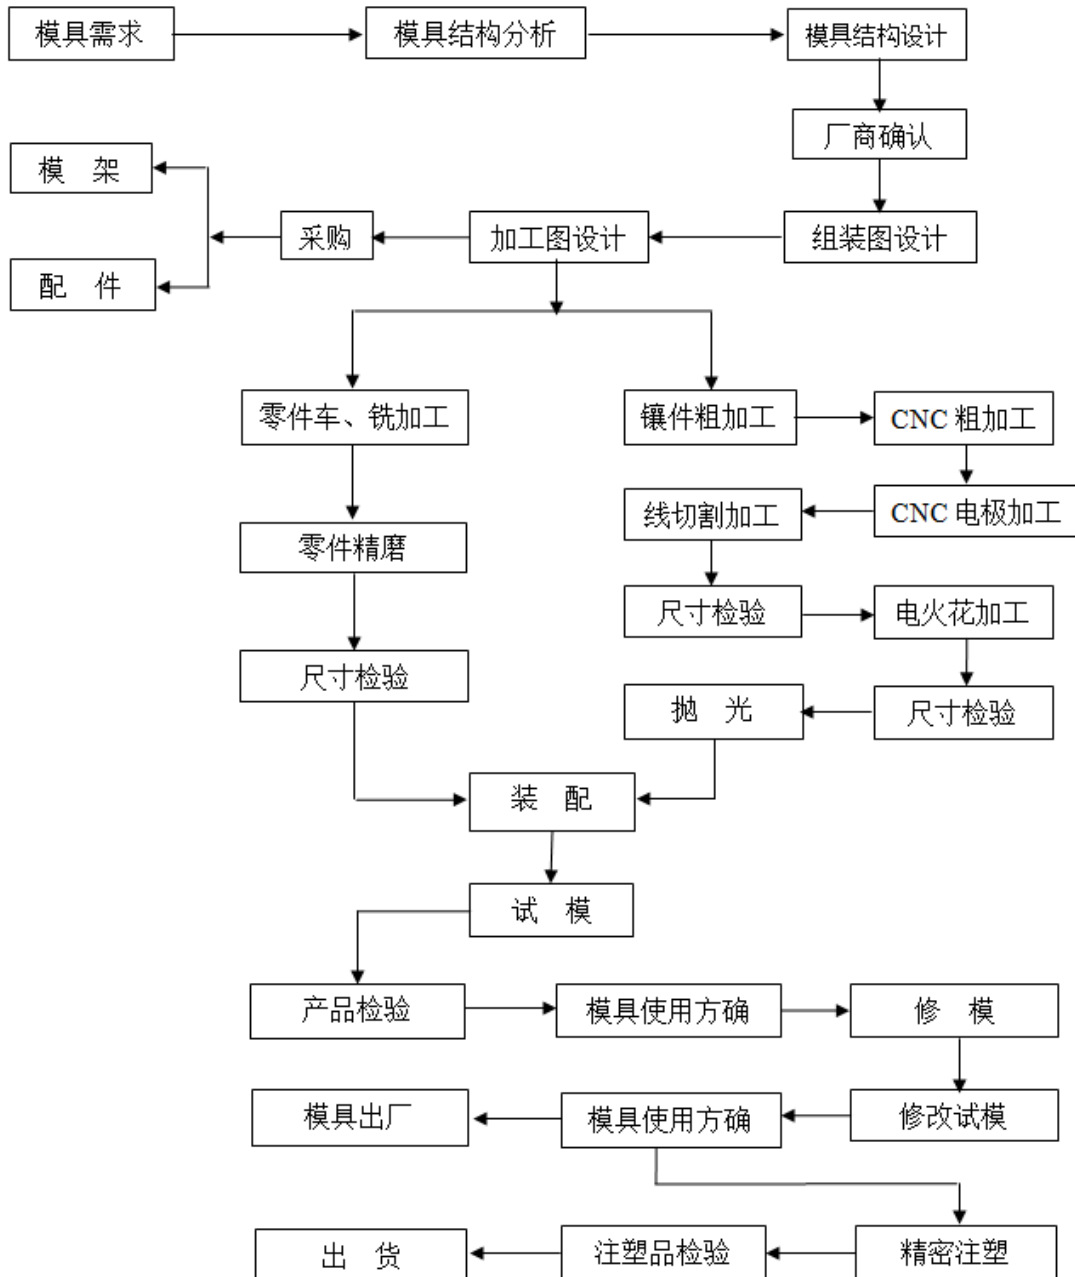 模具需求
模具结构分析
模具结构设计
厂商确认
模 架
采购
加工图设计
组装图设计
配 件
零件车、铣加工
镶件粗加工
CNC 粗加工
线切割加工
CNC 电极加工
零件精磨
尺寸检验
电火花加工
尺寸检验
抛 光
尺寸检验
装 配
试 模
产品检验
模具使用方确
修 模
模具出厂
模具使用方确
修改试模
出 货
注塑品检验
精密注塑